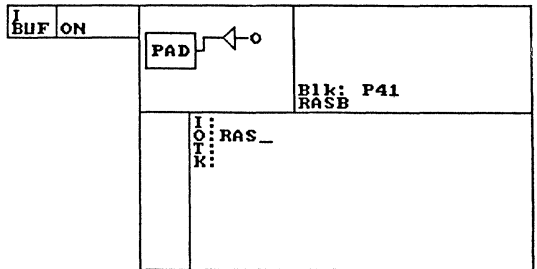 I
BUF ON
PAD
Blk: P41
RASB
I:
O: RAS_
T:
K: